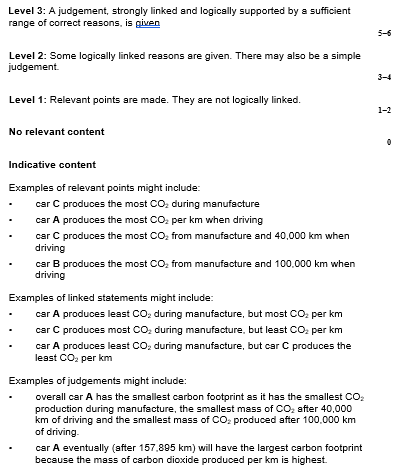 Level 3: A judgement, strongly linked and logically supported by a sufficient
range of correct reasons, is given
5–6
Level 2: Some logically linked reasons are given. There may also be a simple
judgement.
3–4
Level 1: Relevant points are made. They are not logically linked.
1–2
No relevant content
0
Indicative content
Examples of relevant points might include:
• car C produces the most CO₂ during manufacture
• car A produces the most CO₂ per km when driving
• car C produces the most CO₂ from manufacture and 40,000 km when
driving
• car B produces the most CO₂ from manufacture and 100,000 km when
driving
Examples of linked statements might include:
• car A produces least CO₂ during manufacture, but most CO₂ per km
• car C produces most CO₂ during manufacture, but least CO₂ per km
• car A produces least CO₂ during manufacture, but car C produces the
least CO₂ per km
Examples of judgements might include:
• overall car A has the smallest carbon footprint as it has the smallest CO₂
production during manufacture, the smallest mass of CO₂ after 40,000
km of driving and the smallest mass of CO₂ produced after 100,000 km
of driving.
• car A eventually (after 157,895 km) will have the largest carbon footprint
because the mass of carbon dioxide produced per km is highest.